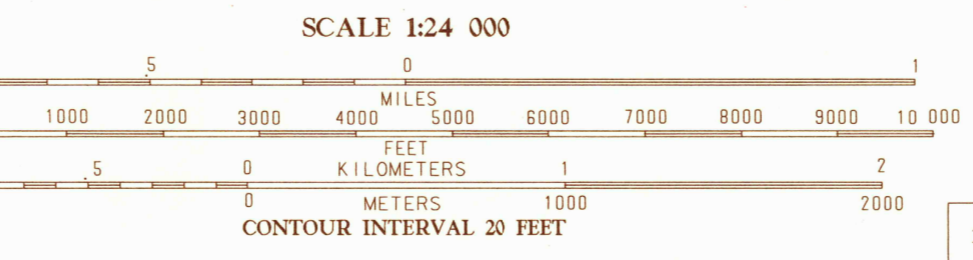 SCALE 1:24 000
.5 0 1
MILES
1000 2000 3000 4000 5000 6000 7000 8000 9000 10 000
FEET
KILOMETERS
.5 0 1 2
0 METERS 1000 2000
CONTOUR INTERVAL 20 FEET